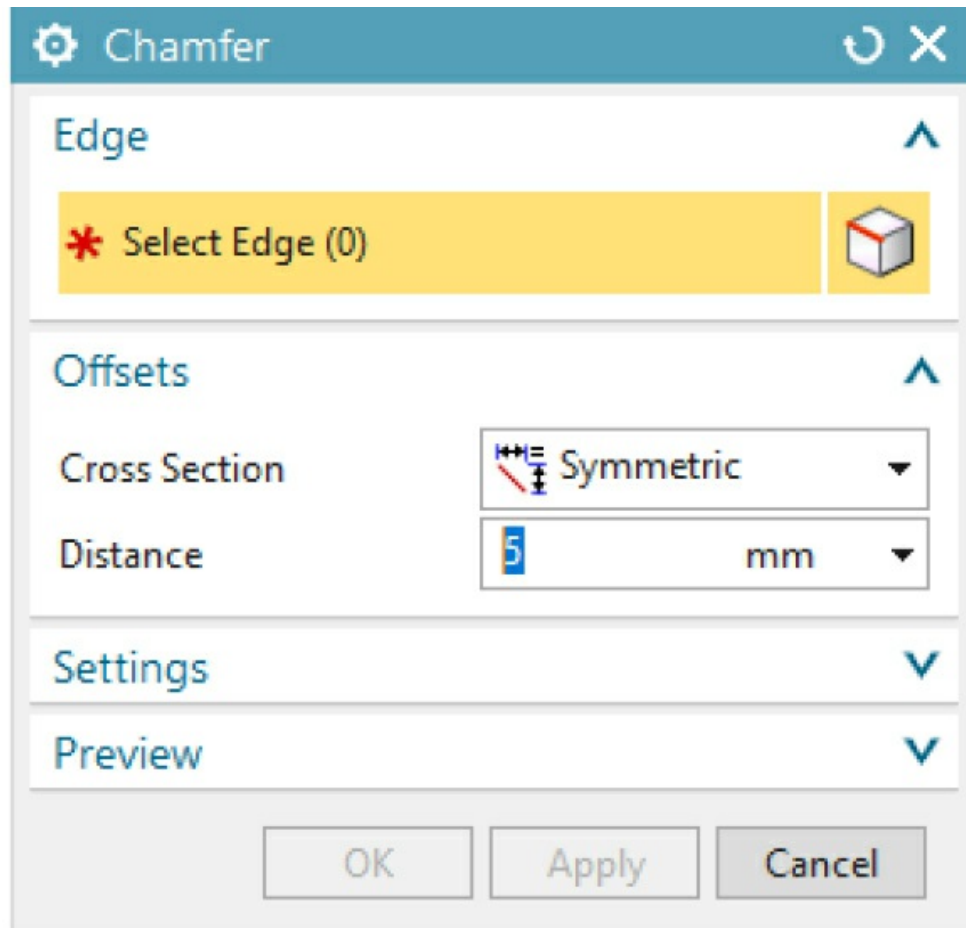 Chamfer
Edge
* Select Edge (0)
Offsets
Cross Section Symmetric
Distance 5 mm
Settings
Preview
OK Apply Cancel